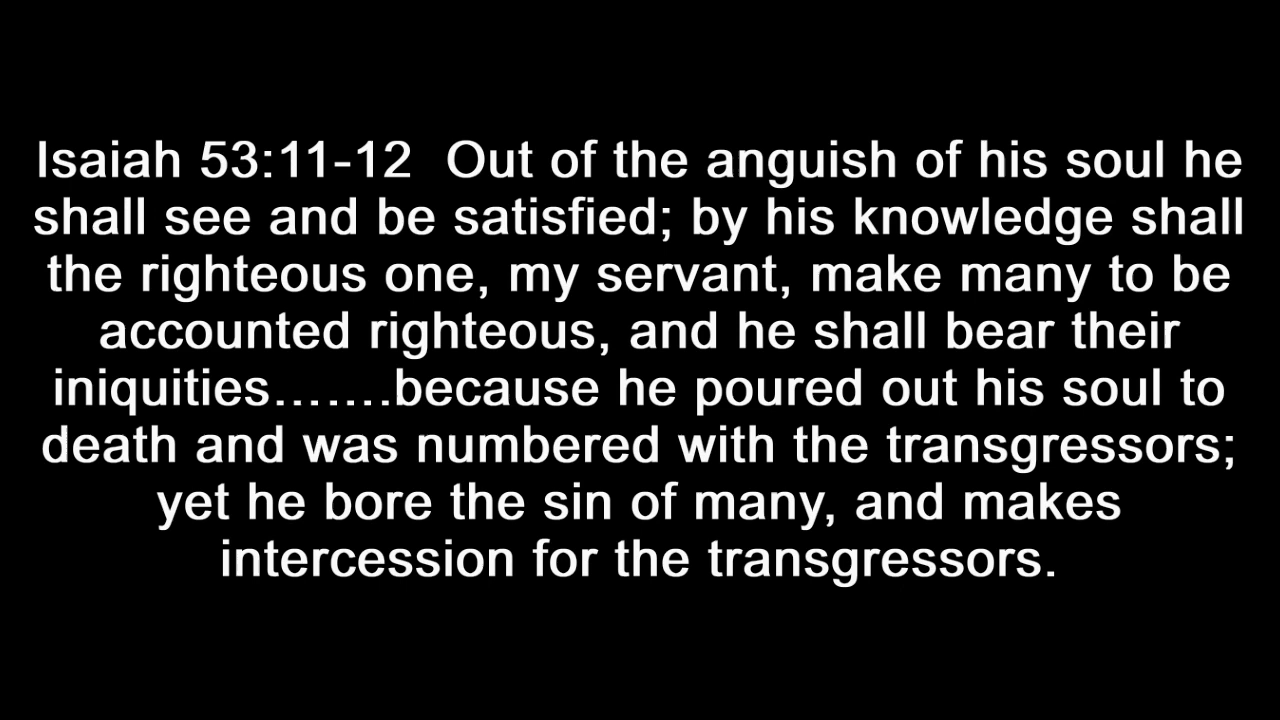 Isaiah 53:11-12  Out of the anguish of his soul he
shall see and be satisfied; by his knowledge shall
the righteous one, my servant, make many to be
accounted righteous, and he shall bear their
iniquities…….because he poured out his soul to
death and was numbered with the transgressors;
yet he bore the sin of many, and makes
intercession for the transgressors.